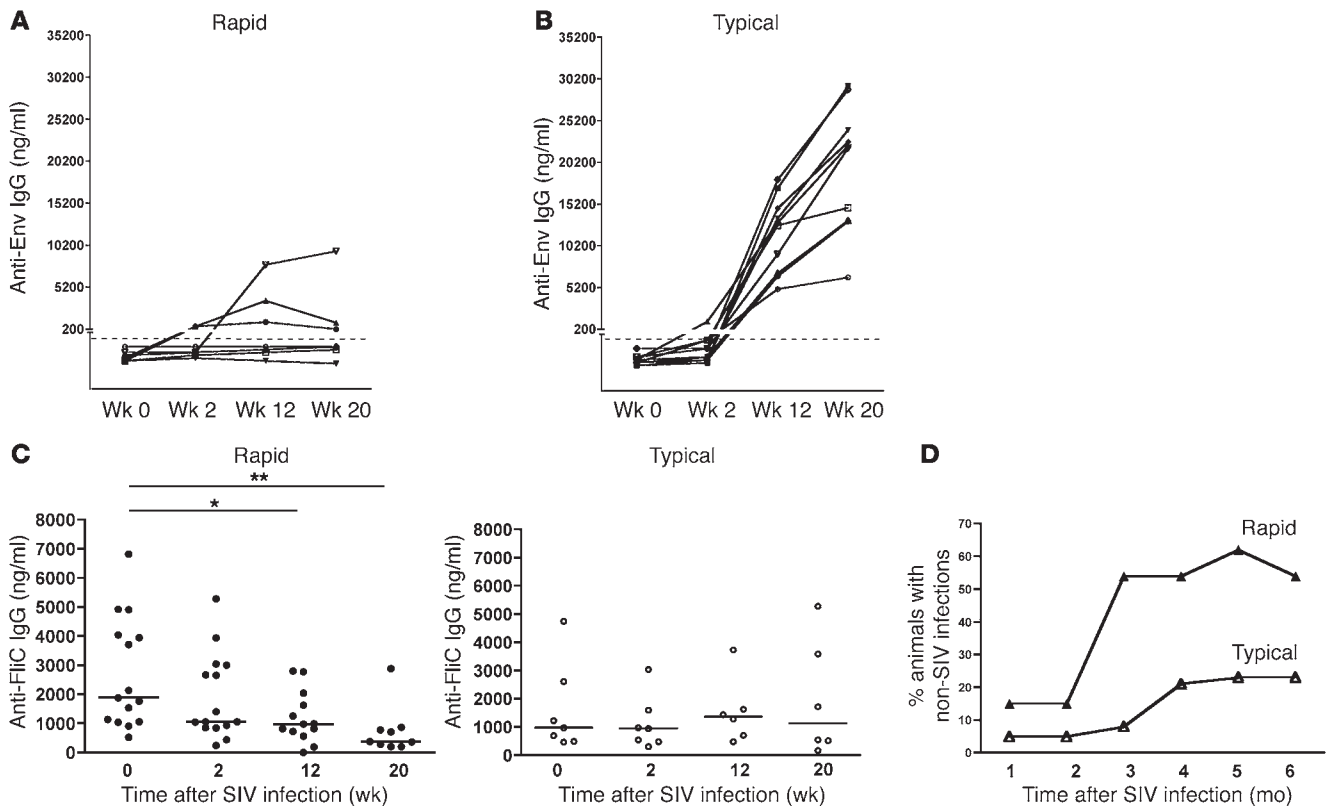 A
Rapid
Anti-Env IgG (ng/ml)
35200
30200
25200
20200
15200
10200
5200
200
Wk 0 Wk 2 Wk 12 Wk 20
B
Typical
Anti-Env IgG (ng/ml)
35200
30200
25200
20200
15200
10200
5200
200
Wk 0 Wk 2 Wk 12 Wk 20
C
Rapid
**
*
Anti-FliC IgG (ng/ml)
8000
7000
6000
5000
4000
3000
2000
1000
0
0 2 12 20
Time after SIV infection (wk)
Typical
Anti-FliC IgG (ng/ml)
8000
7000
6000
5000
4000
3000
2000
1000
0
0 2 12 20
Time after SIV infection (wk)
D
% animals with
non-SIV infections
70
60
50
40
30
20
10
0
Rapid
Typical
1 2 3 4 5 6
Time after SIV infection (mo)